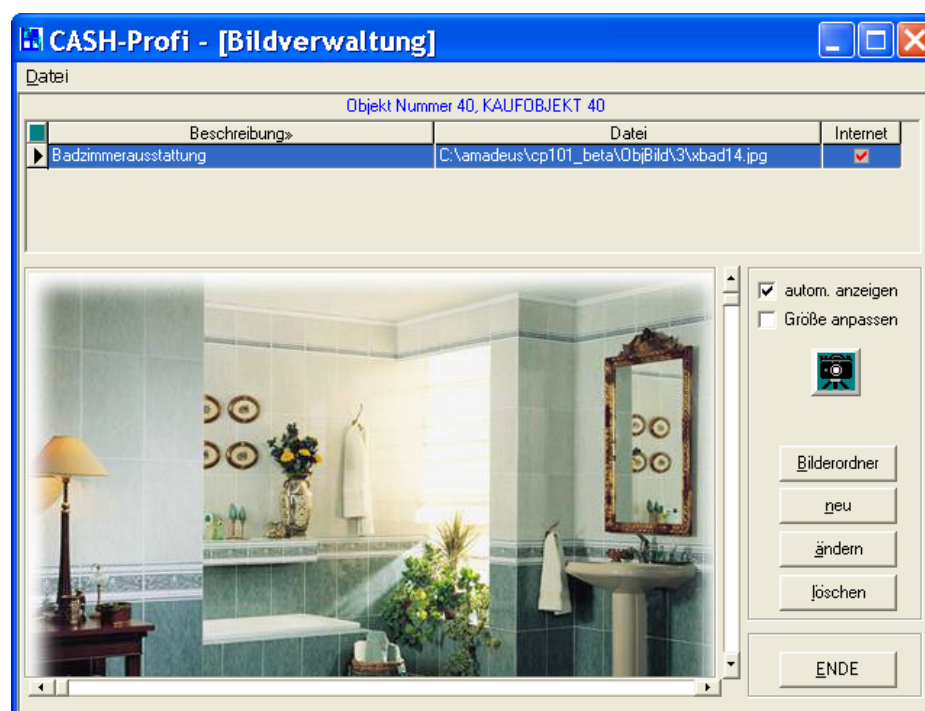 CASH-Profi - [Bildverwaltung]
Datei
Objekt Nummer 40, KAUFOBJEKT 40
Beschreibung» Datei Internet
Badzimmerausstattung C:\amadeus\cp101_beta\ObjBild\3\xbad14.jpg
autom. anzeigen
Größe anpassen
Bilderordner
neu
ändern
löschen
ENDE